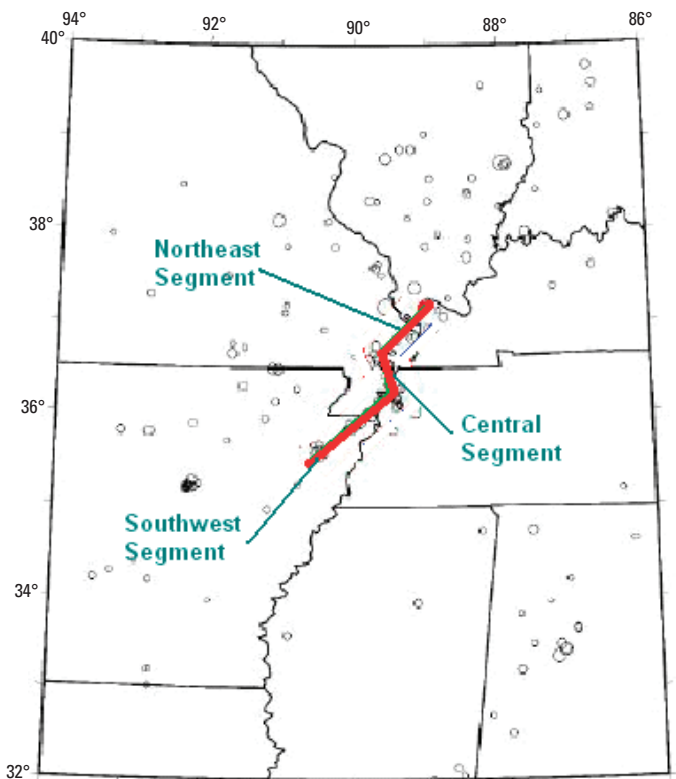 94°
92°
90°
88°
86°
40°
38°
Northeast
Segment
36°
Central
Segment
Southwest
Segment
34°
32°